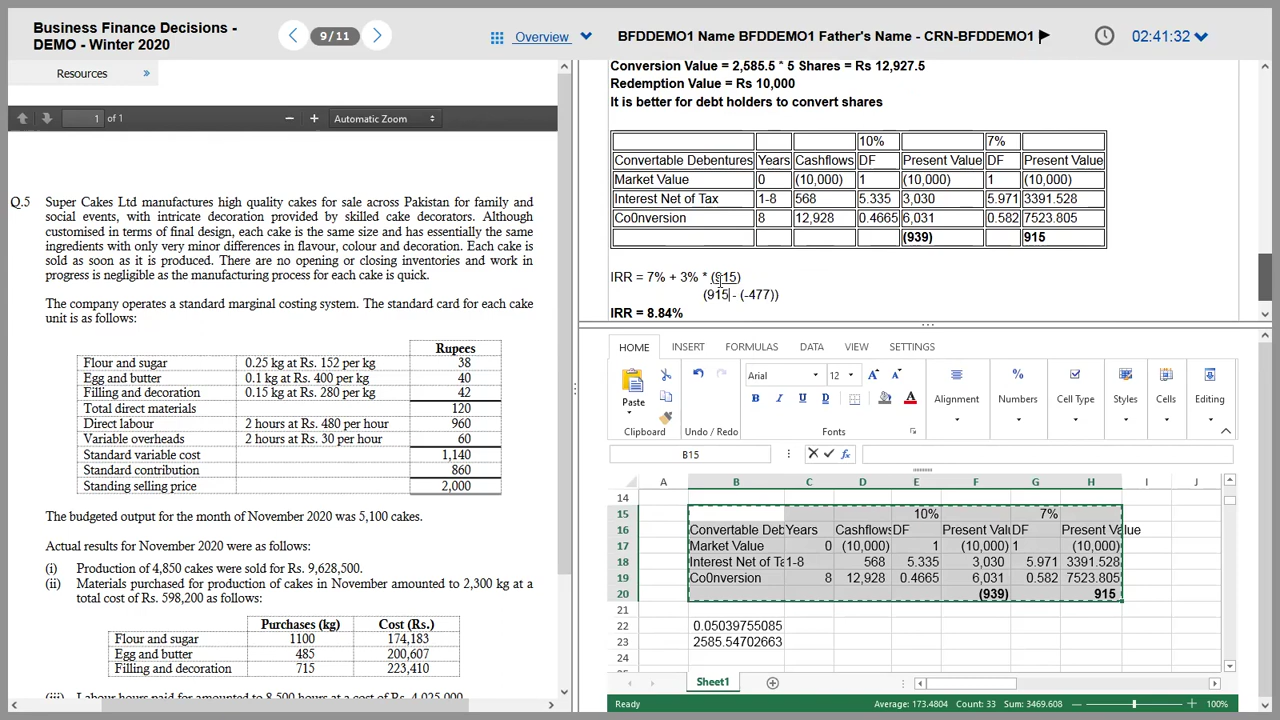 Business Finance Decisions -
DEMO - Winter 2020
9/11
Overview
BFDDEMO1 Name BFDDEMO1 Father's Name - CRN-BFDDEMO1
02:41:32
Resources »
1 of 1
Automatic Zoom
Q.5 Super Cakes Ltd manufactures high quality cakes for sale across Pakistan for family and
social events, with intricate decoration provided by skilled cake decorators. Although
customised in terms of final design, each cake is the same size and has essentially the same
ingredients with only very minor differences in flavour, colour and decoration. Each cake is
sold as soon as it is produced. There are no opening or closing inventories and work in
progress is negligible as the manufacturing process for each cake is quick.
The company operates a standard marginal costing system. The standard card for each cake
unit is as follows:
Rupees
Flour and sugar 0.25 kg at Rs. 152 per kg 38
Egg and butter 0.1 kg at Rs. 400 per kg 40
Filling and decoration 0.15 kg at Rs. 280 per kg 42
Total direct materials 120
Direct labour 2 hours at Rs. 480 per hour 960
Variable overheads 2 hours at Rs. 30 per hour 60
Standard variable cost 1,140
Standard contribution 860
Standing selling price 2,000
The budgeted output for the month of November 2020 was 5,100 cakes.
Actual results for November 2020 were as follows:
(i) Production of 4,850 cakes were sold for Rs. 9,628,500.
(ii) Materials purchased for production of cakes in November amounted to 2,300 kg at a
total cost of Rs. 598,200 as follows:
Purchases (kg) Cost (Rs.)
Flour and sugar 1100 174,183
Egg and butter 485 200,607
Filling and decoration 715 223,410
(iii) Labour hours paid for amounted to 8,500 hours at a cost of Rs. 4,025,000
Conversion Value = 2,585.5 * 5 Shares = Rs 12,927.5
Redemption Value = Rs 10,000
It is better for debt holders to convert shares
10% 7%
Convertable Debentures Years Cashflows DF Present Value DF Present Value
Market Value 0 (10,000) 1 (10,000) 1 (10,000)
Interest Net of Tax 1-8 568 5.335 3,030 5.971 3391.528
Co0nversion 8 12,928 0.4665 6,031 0.582 7523.805
(939) 915
IRR = 7% + 3% * (915)
(915 - (-477))
IRR = 8.84%
HOME INSERT FORMULAS DATA VIEW SETTINGS
Arial 12 A A
Paste
B I U D A
Alignment Numbers Cell Type Styles Cells Editing
Clipboard Undo / Redo Fonts
B15 fx
A B C D E F G H I J
14
15 10% 7%
16 Convertable Deb Years Cashflows DF Present Valu DF Present Value
17 Market Value 0 (10,000) 1 (10,000) 1 (10,000)
18 Interest Net of Ta 1-8 568 5.335 3,030 5.971 3391.528
19 Co0nversion 8 12,928 0.4665 6,031 0.582 7523.805
20 (939) 915
21
22 0.05039755085
23 2585.54702663
24
Sheet1
Ready Average: 173.4804 Count: 33 Sum: 3469.608 100%